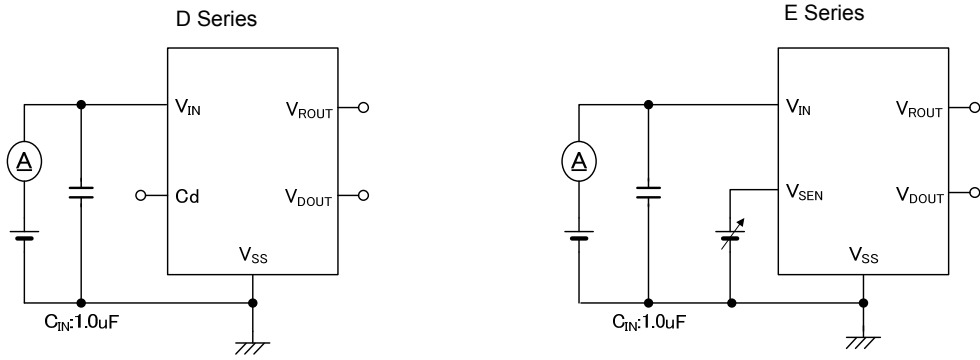 D Series
V_IN
V_ROUT
A
Cd
V_DOUT
V_SS
C_IN:1.0uF
E Series
V_IN
V_ROUT
A
V_SEN
V_DOUT
V_SS
C_IN:1.0uF